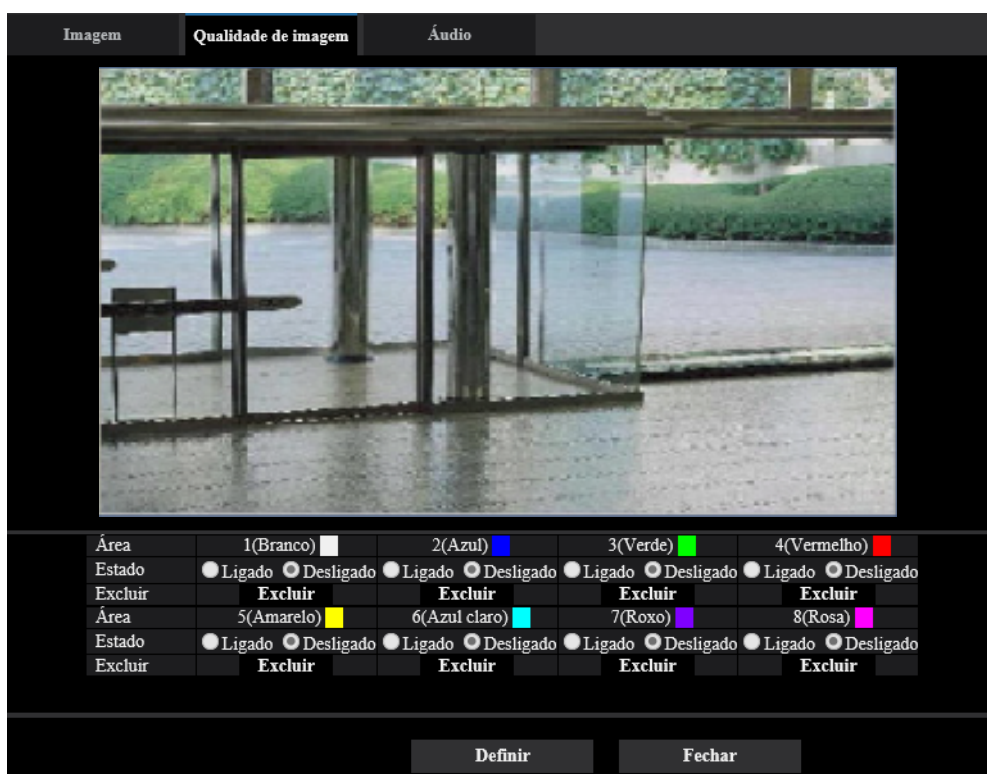 Imagem Qualidade de imagem Áudio
Área 1(Branco) 2(Azul) 3(Verde) 4(Vermelho)
Estado Ligado Desligado Ligado Desligado Ligado Desligado Ligado Desligado
Excluir Excluir Excluir Excluir Excluir
Área 5(Amarelo) 6(Azul claro) 7(Roxo) 8(Rosa)
Estado Ligado Desligado Ligado Desligado Ligado Desligado Ligado Desligado
Excluir Excluir Excluir Excluir Excluir
Definir Fechar